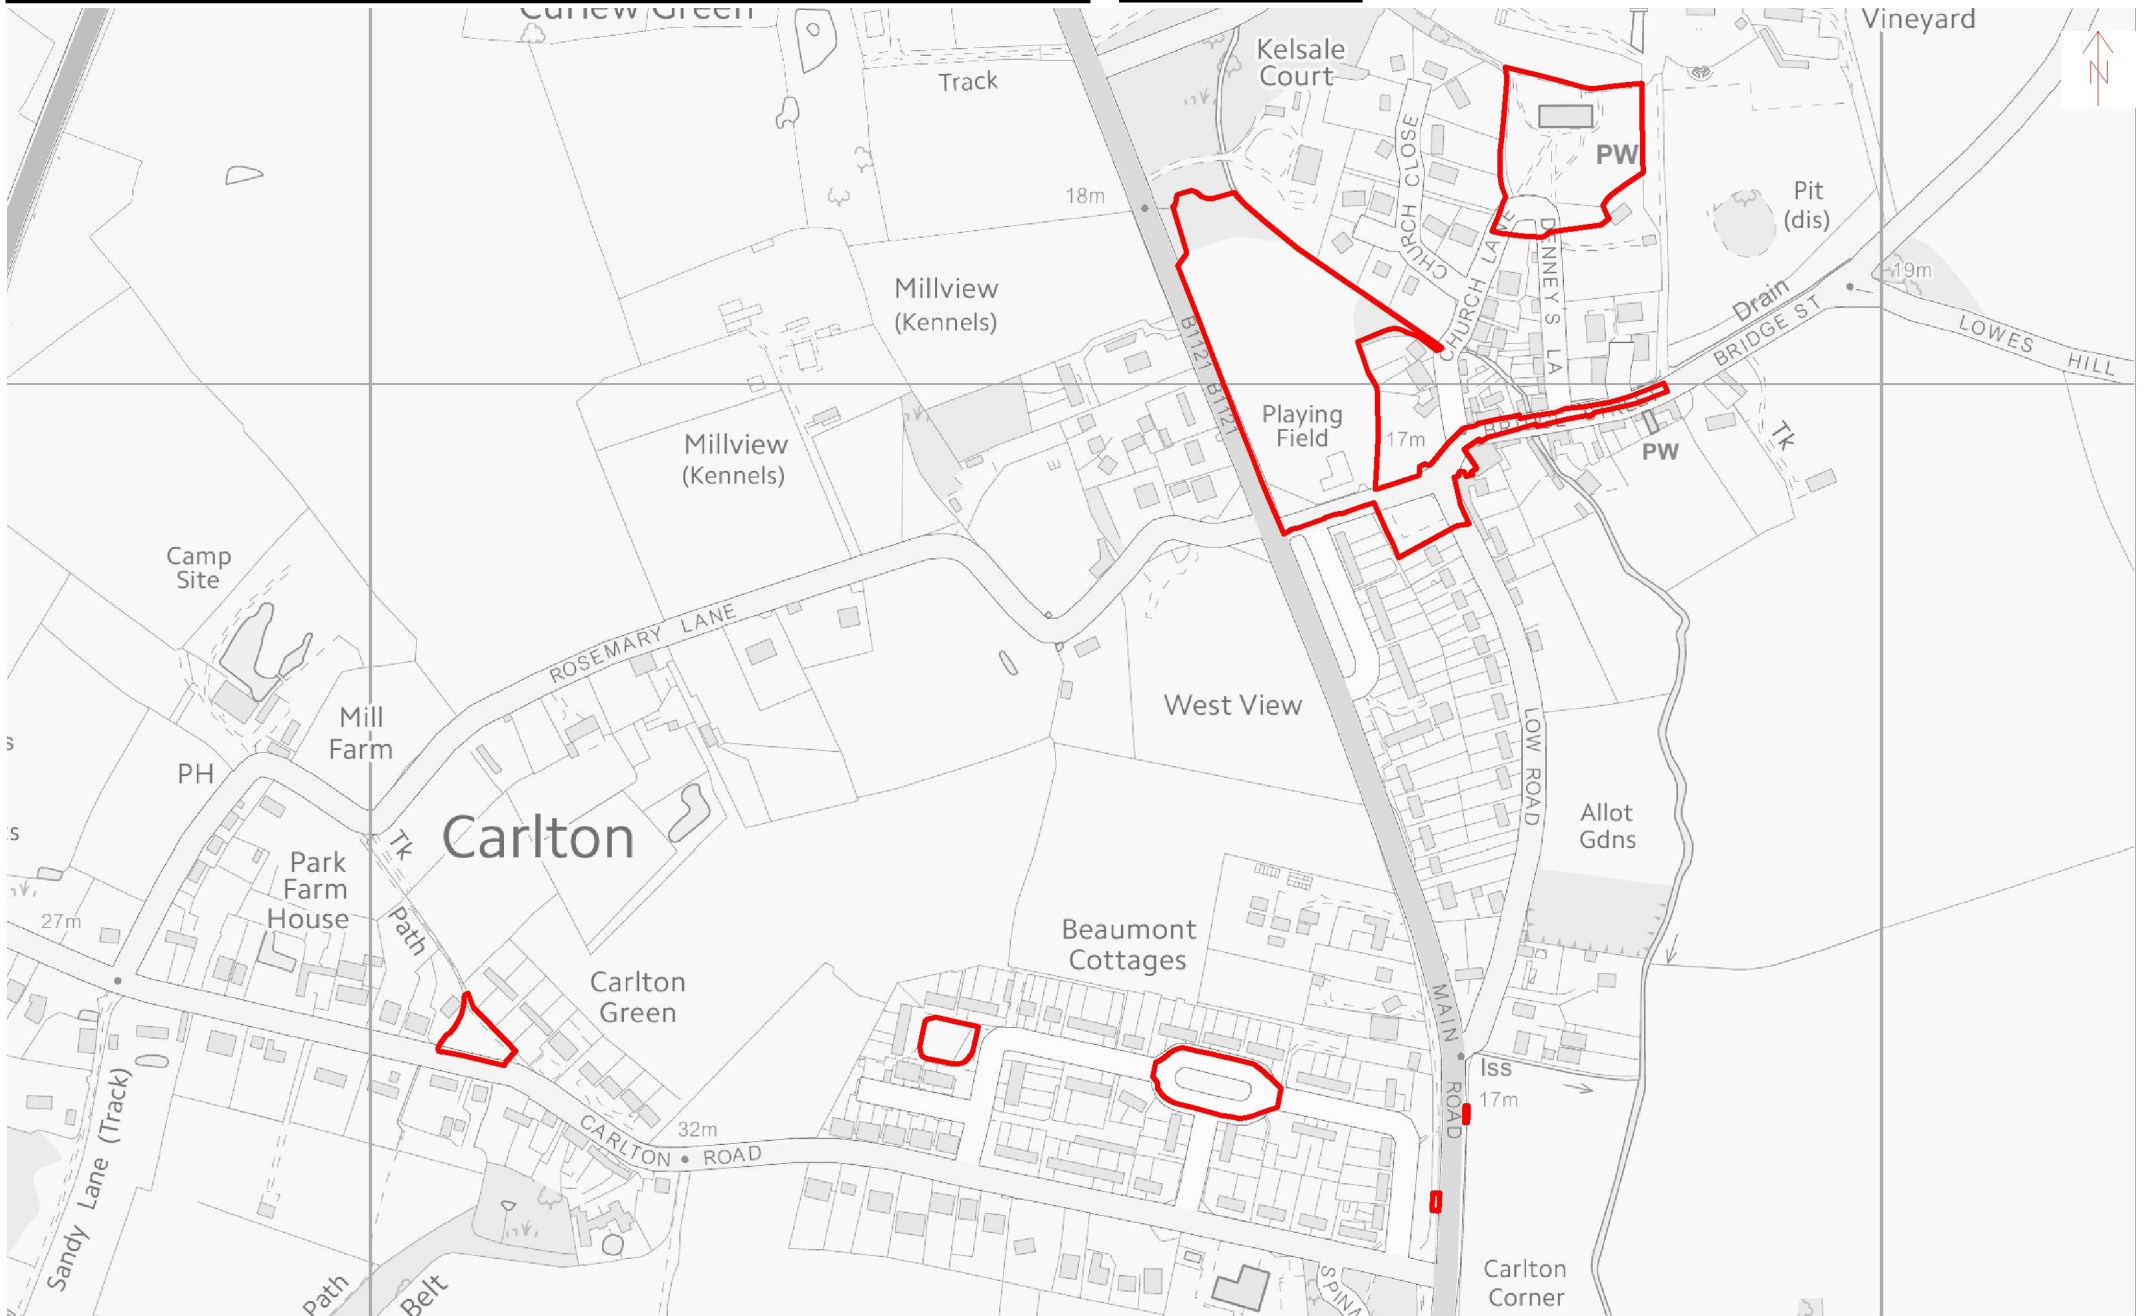 Curlew Green
Vineyard
Kelsale
Court
Track
N
CHURCH CLOSE
PW
18m
Pit
(dis)
CHURCH
CHURCH LANE
DENNEY'S LA
19m
Millview
(Kennels)
Drain
BRIDGE ST
LOWES HILL
B1121
B1121
Playing
Field
17m
Millview
(Kennels)
PW
Tk
Camp
Site
ROSEMARY LANE
West View
Mill
Farm
PH
LOW ROAD
Allot
Gdns
Carlton
Tk
Park
Farm
House
Path
27m
Beaumont
Cottages
Carlton
Green
MAIN ROAD
Iss
17m
Sandy Lane (Track)
CARLTON ROAD
32m
Carlton
Corner
Path
Belt